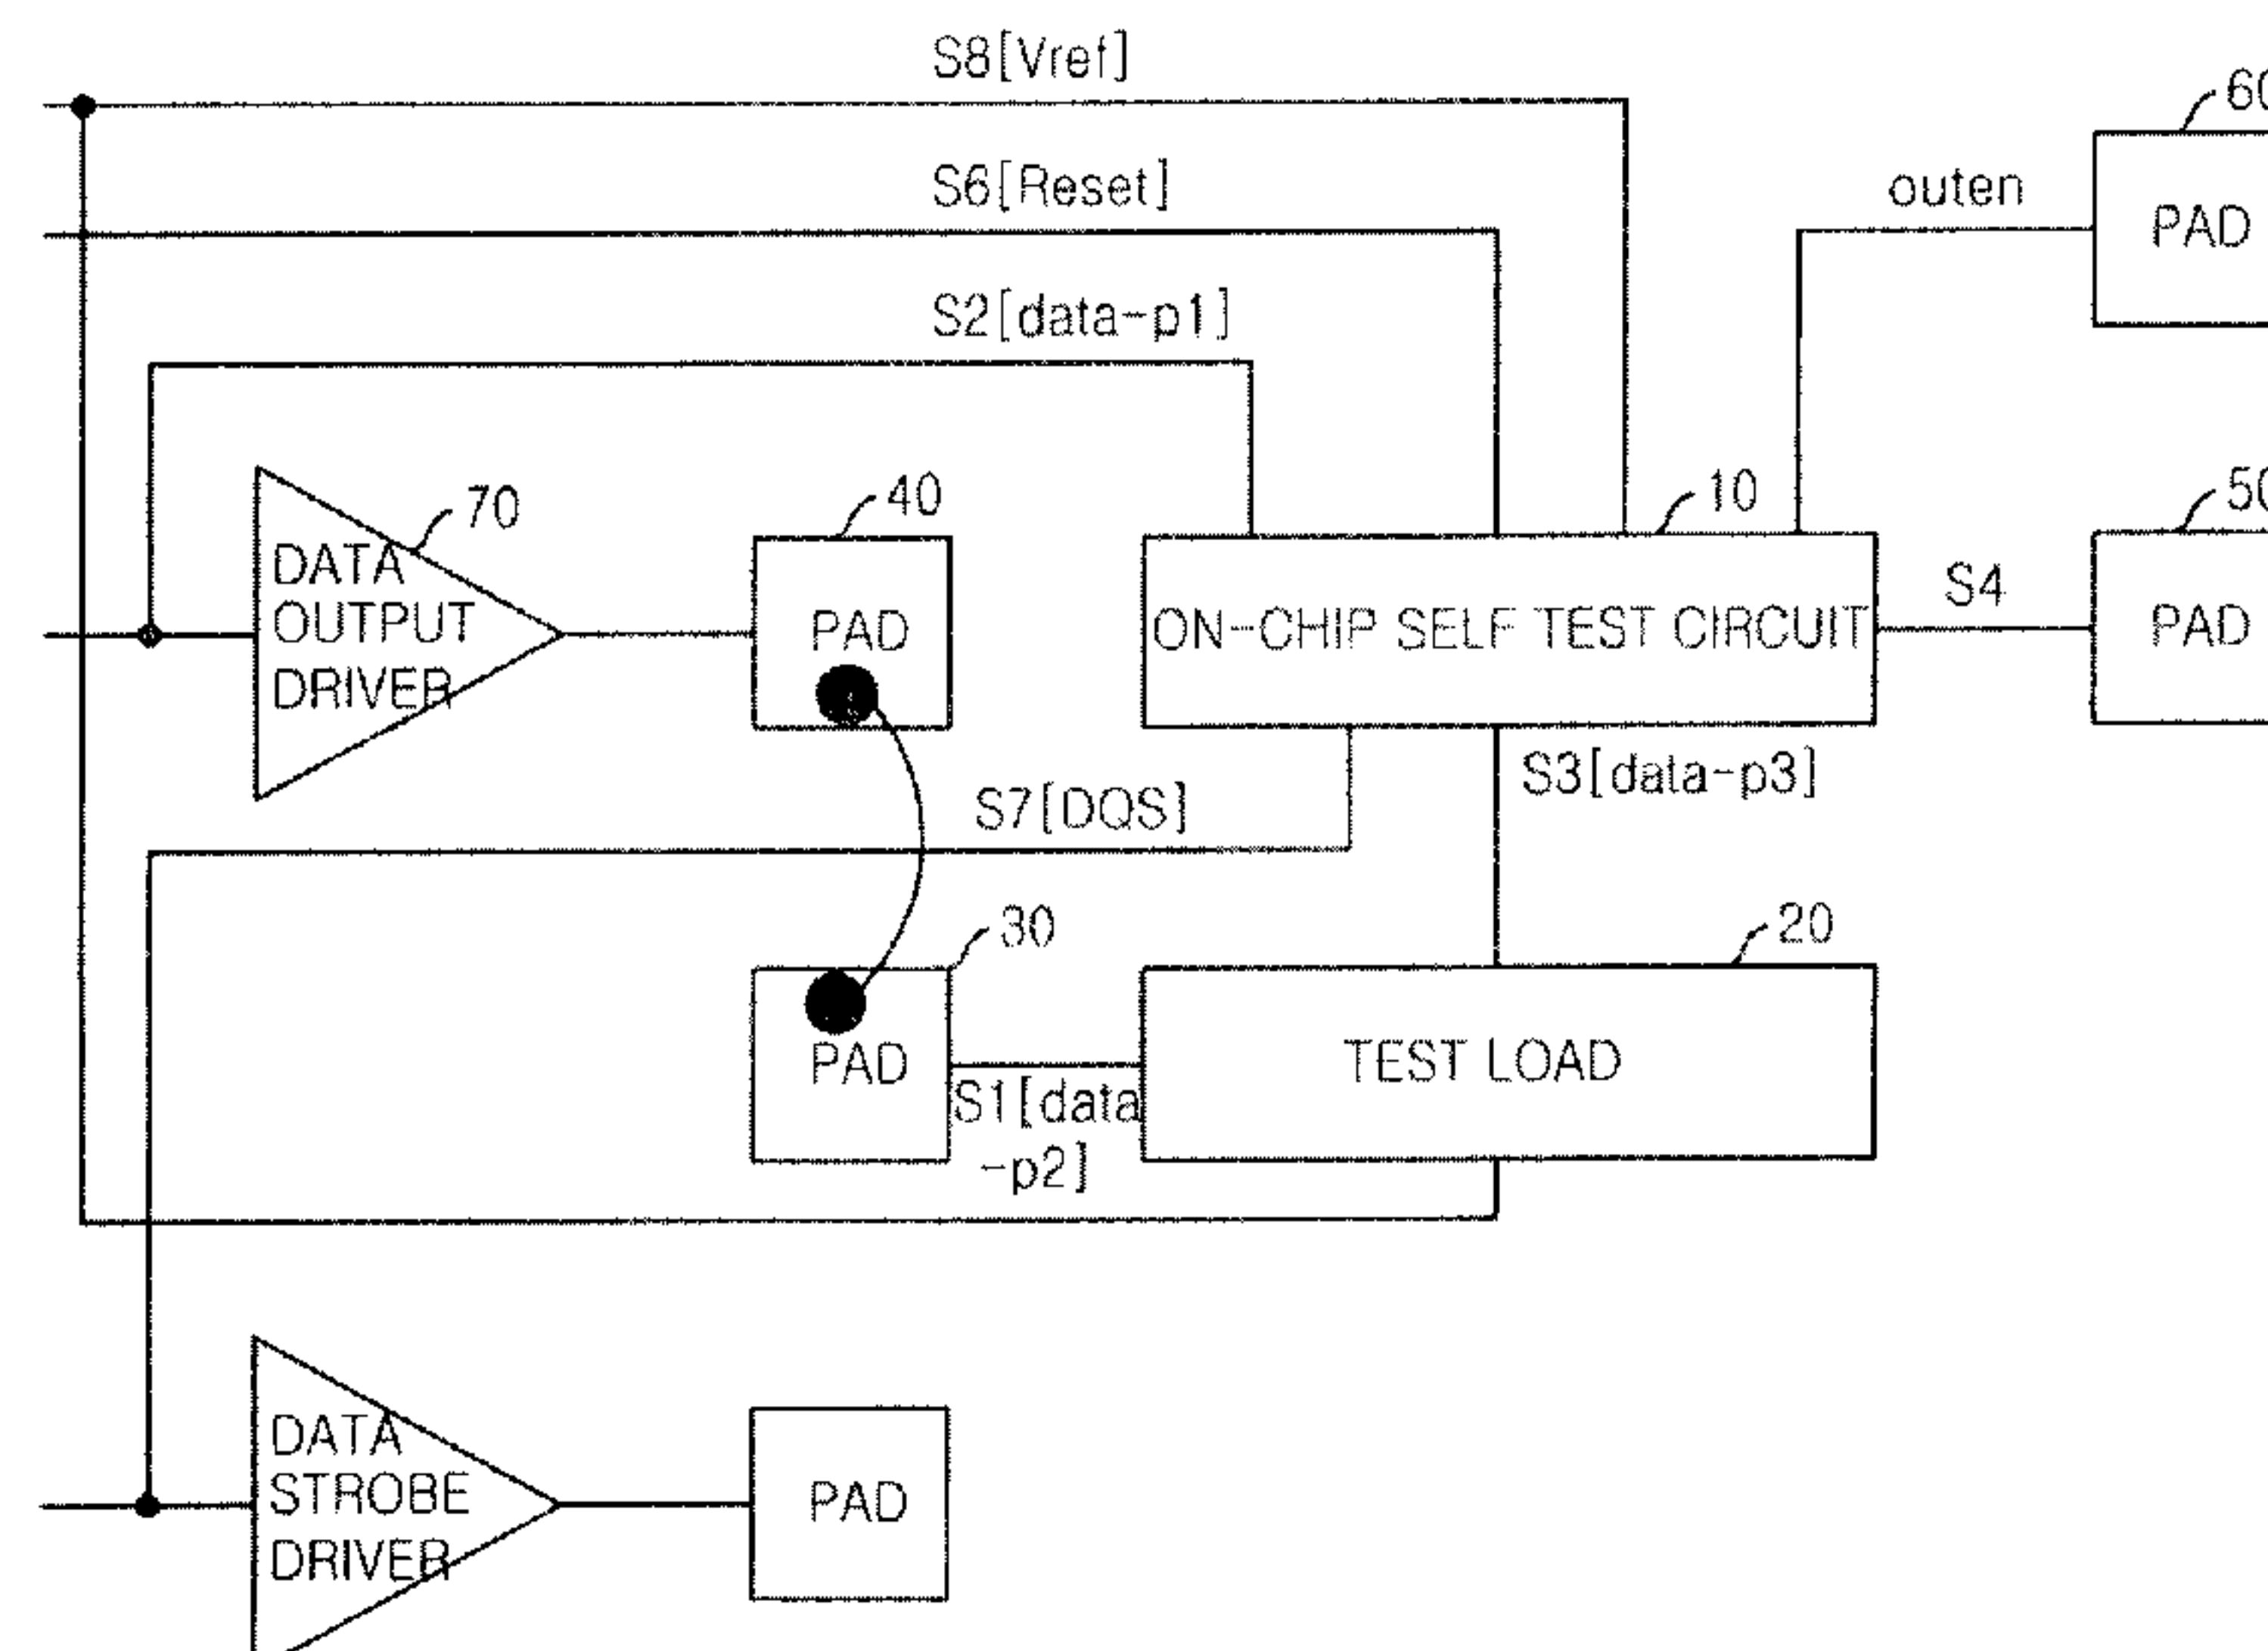 S8[Vref]
60
S6[Reset]
outen
PAD
S2[data-p1]
70
40
10
50
DATA
OUTPUT
DRIVER
PAD
ON-CHIP SELF TEST CIRCUIT
S4
PAD
S3[data-p3]
S7[DQS]
30
20
PAD
S1[data
-p2]
TEST LOAD
DATA
STROBE
DRIVER
PAD